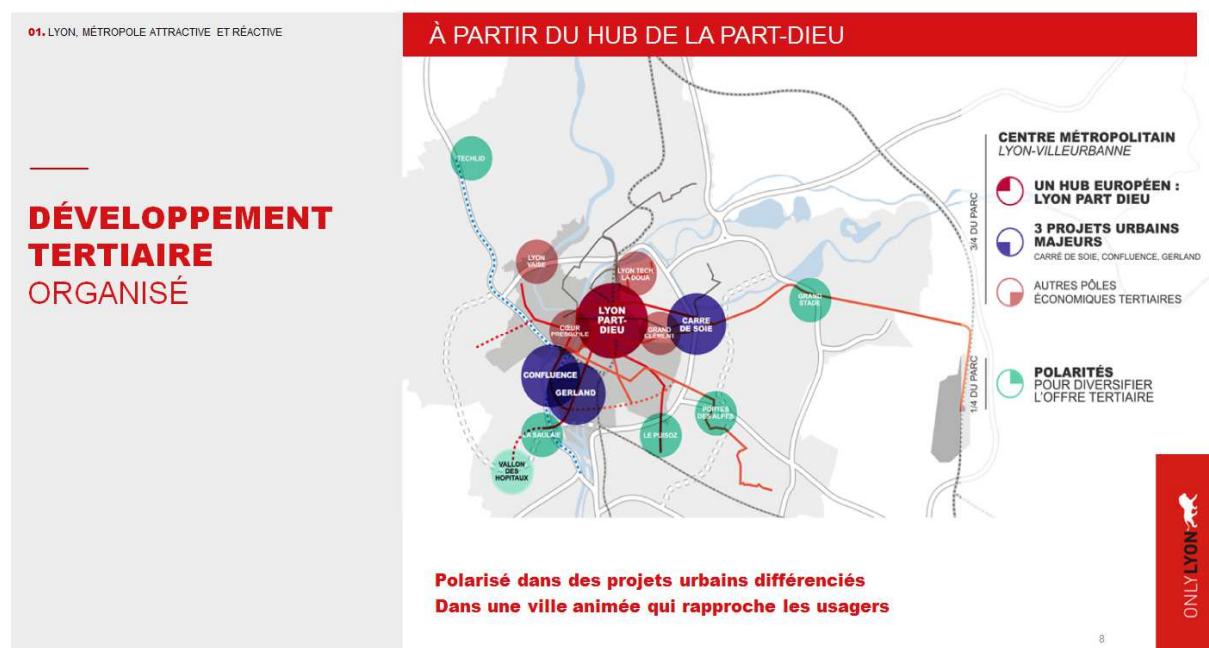 01. LYON, MÉTROPOLE ATTRACTIVE ET RÉACTIVE
DÉVELOPPEMENT
TERTIAIRE
ORGANISÉ
À PARTIR DU HUB DE LA PART-DIEU
TECHLID
LYON
VAISE
LYON TECH
LA DOUA
LYON
PART-
DIEU
CŒUR
PRESQU'ILE
GRAND
CLEMENT
CARRE
DE SOIE
GRAND
STADE
CONFLUENCE
GERLAND
LA SAULAIE
VALLON
DES
HOPITAUX
LE PUISOZ
PORTES
DES ALPES
CENTRE MÉTROPOLITAIN
LYON-VILLEURBANNE
3/4 DU PARC
UN HUB EUROPÉEN :
LYON PART DIEU
3 PROJETS URBAINS
MAJEURS
CARRÉ DE SOIE, CONFLUENCE, GERLAND
AUTRES PÔLES
ÉCONOMIQUES TERTIAIRES
1/4 DU PARC
POLARITÉS
POUR DIVERSIFIER
L'OFFRE TERTIAIRE
Polarisé dans des projets urbains différenciés
Dans une ville animée qui rapproche les usagers
ONLYLYON
8